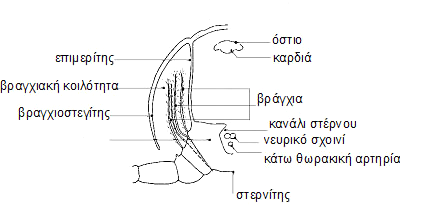 όστιο
επιμερίτης
καρδιά
βραγχιακή κοιλότητα
βράγχια
βραγχιοστεγίτης
κανάλι στέρνου
νευρικό σχοινί
κάτω θωρακική αρτηρία
στερνίτης